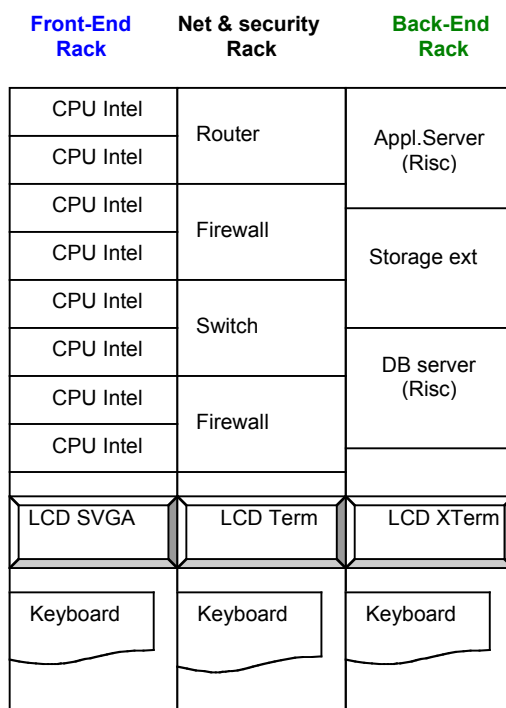 Front-End
Rack
Net & security
Rack
Back-End
Rack
CPU Intel
CPU Intel
CPU Intel
CPU Intel
CPU Intel
CPU Intel
CPU Intel
CPU Intel
Router
Firewall
Switch
Firewall
Appl.Server
(Risc)
Storage ext
DB server
(Risc)
LCD SVGA
LCD Term
LCD XTerm
Keyboard
Keyboard
Keyboard